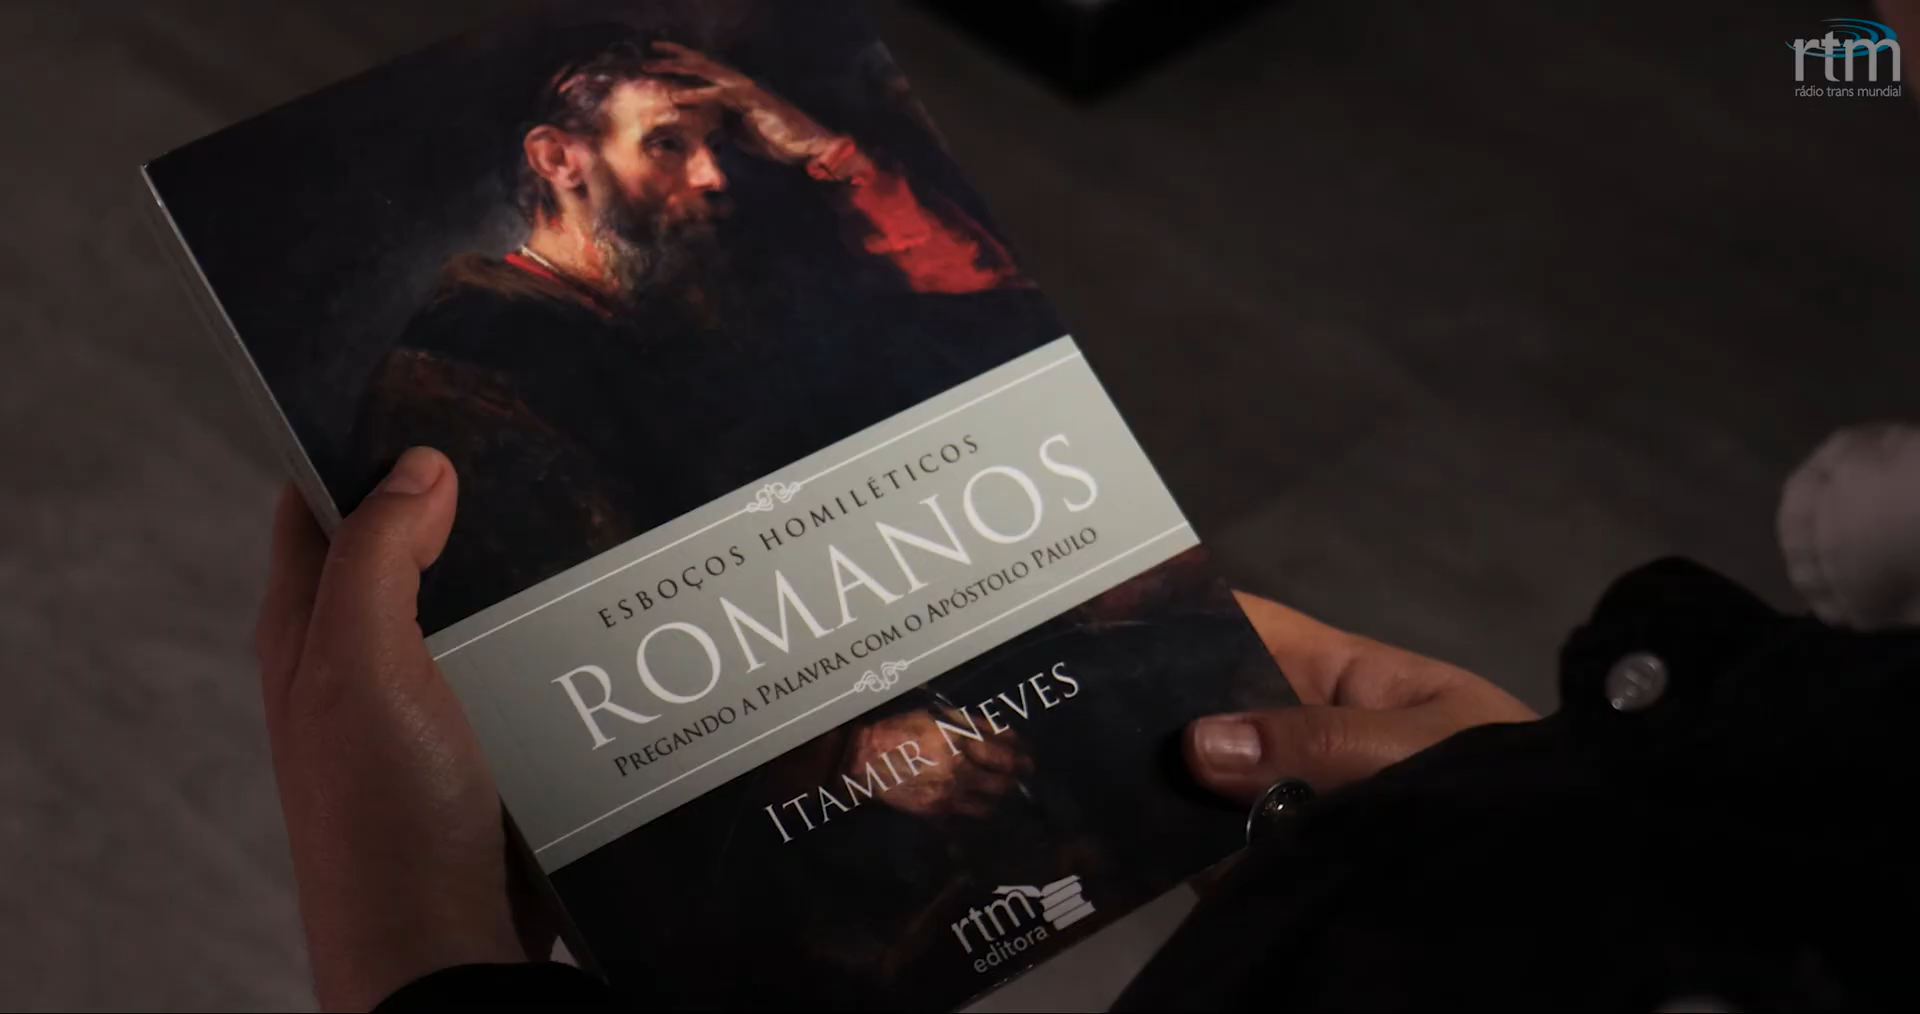 rtm
rádio trans mundial
ESBOÇOS HOMILÉTICOS
ROMANOS
PREGANDO A PALAVRA COM O APÓSTOLO PAULO
ITAMIR NEVES
rtm
editora